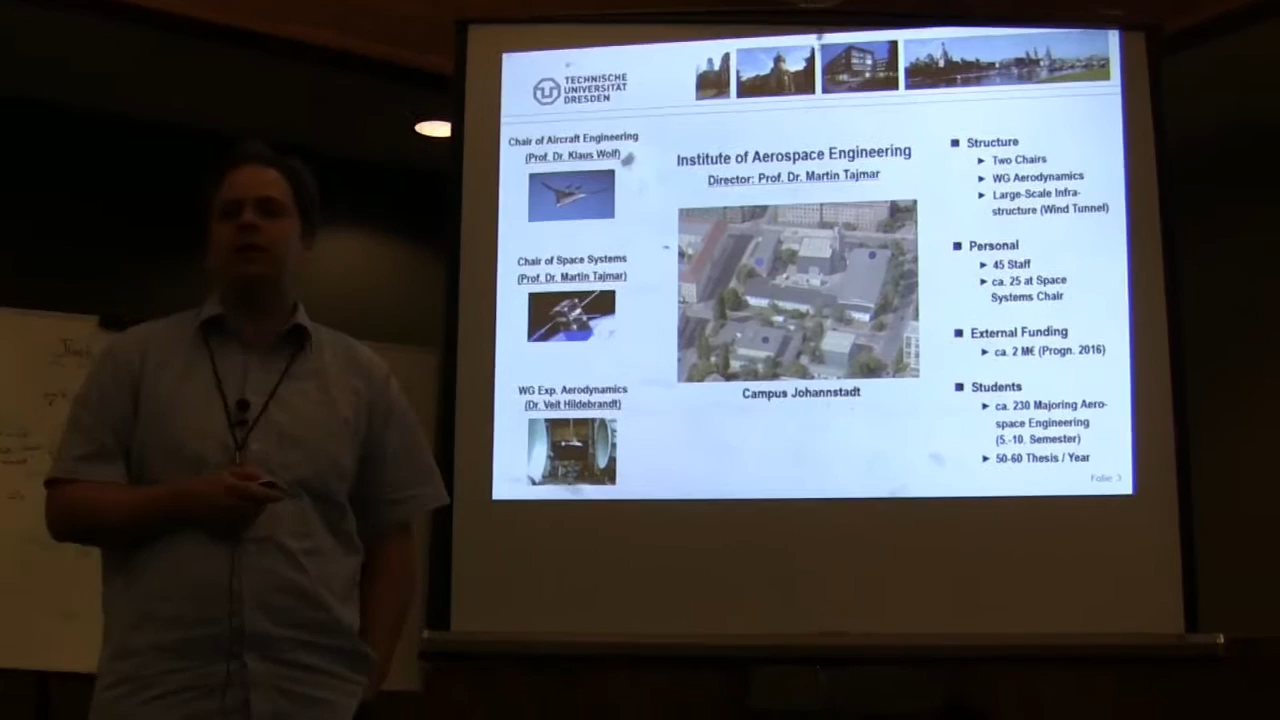 TECHNISCHE
UNIVERSITÄT
DRESDEN
Chair of Aircraft Engineering
(Prof. Dr. Klaus Wolf)
Chair of Space Systems
(Prof. Dr. Martin Tajmar)
WG Exp. Aerodynamics
(Dr. Veit Hildebrandt)
Institute of Aerospace Engineering
Director: Prof. Dr. Martin Tajmar
Campus Johannstadt
■ Structure
► Two Chairs
► WG Aerodynamics
► Large-Scale Infra-
structure (Wind Tunnel)
■ Personal
► 45 Staff
► ca. 25 at Space
Systems Chair
■ External Funding
► ca. 2 M€ (Progn. 2016)
■ Students
► ca. 230 Majoring Aero-
space Engineering
(5.-10. Semester)
► 50-60 Thesis / Year
Folie 3